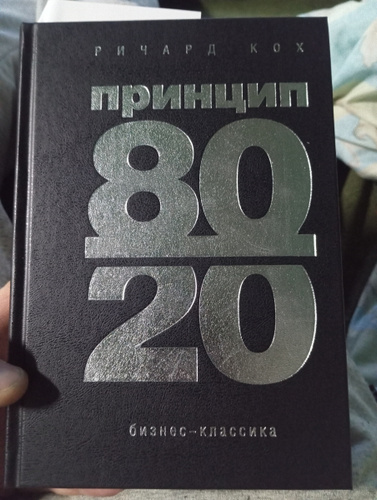 РИЧАРД КОХ
принцип
80
20
бизнес-классика